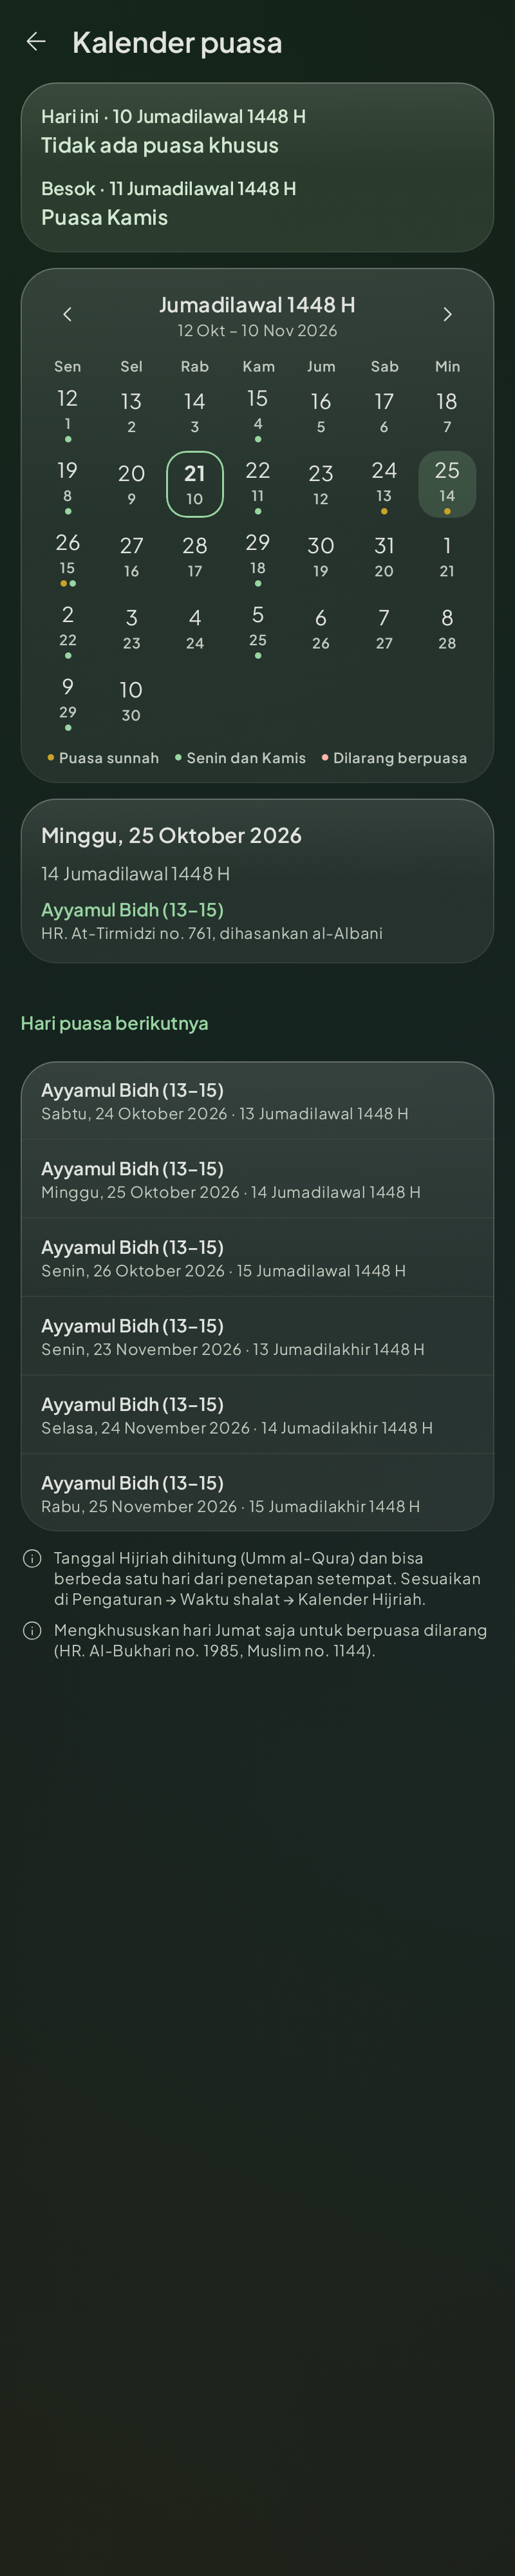 Kalender puasa
Hari ini · 10 Jumadilawal 1448 H
Tidak ada puasa khusus
Besok · 11 Jumadilawal 1448 H
Puasa Kamis
Jumadilawal 1448 H
12 Okt – 10 Nov 2026
Sen Sel Rab Kam Jum Sab Min
12 13 14 15 16 17 18
1 2 3 4 5 6 7
19 20 21 22 23 24 25
8 9 10 11 12 13 14
26 27 28 29 30 31 1
15 16 17 18 19 20 21
2 3 4 5 6 7 8
22 23 24 25 26 27 28
9 10
29 30
Puasa sunnah Senin dan Kamis Dilarang berpuasa
Minggu, 25 Oktober 2026
14 Jumadilawal 1448 H
Ayyamul Bidh (13–15)
HR. At-Tirmidzi no. 761, dihasankan al-Albani
Hari puasa berikutnya
Ayyamul Bidh (13–15)
Sabtu, 24 Oktober 2026 · 13 Jumadilawal 1448 H
Ayyamul Bidh (13–15)
Minggu, 25 Oktober 2026 · 14 Jumadilawal 1448 H
Ayyamul Bidh (13–15)
Senin, 26 Oktober 2026 · 15 Jumadilawal 1448 H
Ayyamul Bidh (13–15)
Senin, 23 November 2026 · 13 Jumadilakhir 1448 H
Ayyamul Bidh (13–15)
Selasa, 24 November 2026 · 14 Jumadilakhir 1448 H
Ayyamul Bidh (13–15)
Rabu, 25 November 2026 · 15 Jumadilakhir 1448 H
Tanggal Hijriah dihitung (Umm al-Qura) dan bisa
berbeda satu hari dari penetapan setempat. Sesuaikan
di Pengaturan → Waktu shalat → Kalender Hijriah.
Mengkhususkan hari Jumat saja untuk berpuasa dilarang
(HR. Al-Bukhari no. 1985, Muslim no. 1144).